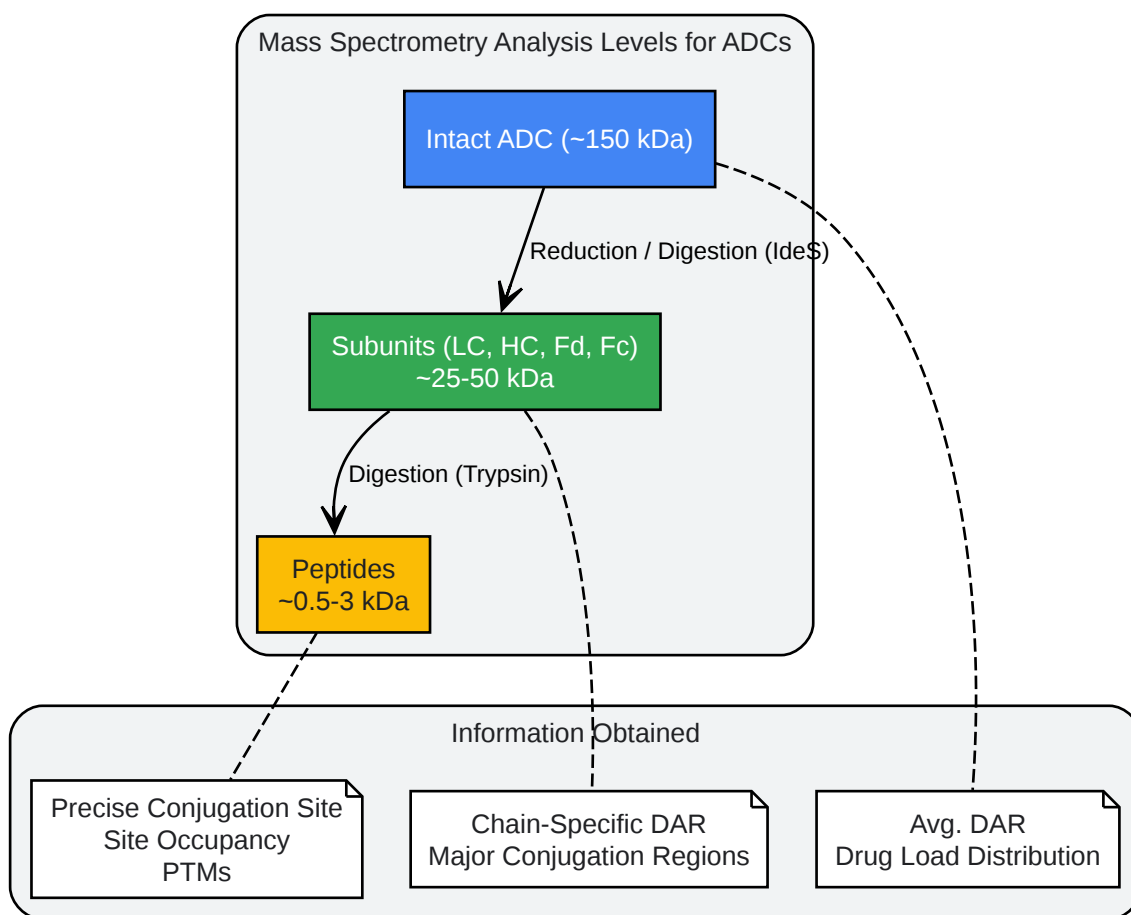 Mass Spectrometry Analysis Levels for ADCs
Intact ADC (~150 kDa)
Reduction / Digestion (IdeS)
Subunits (LC, HC, Fd, Fc)
~25-50 kDa
Digestion (Trypsin)
Peptides
~0.5-3 kDa
Information Obtained
Precise Conjugation Site
Site Occupancy
PTMs
Chain-Specific DAR
Major Conjugation Regions
Avg. DAR
Drug Load Distribution